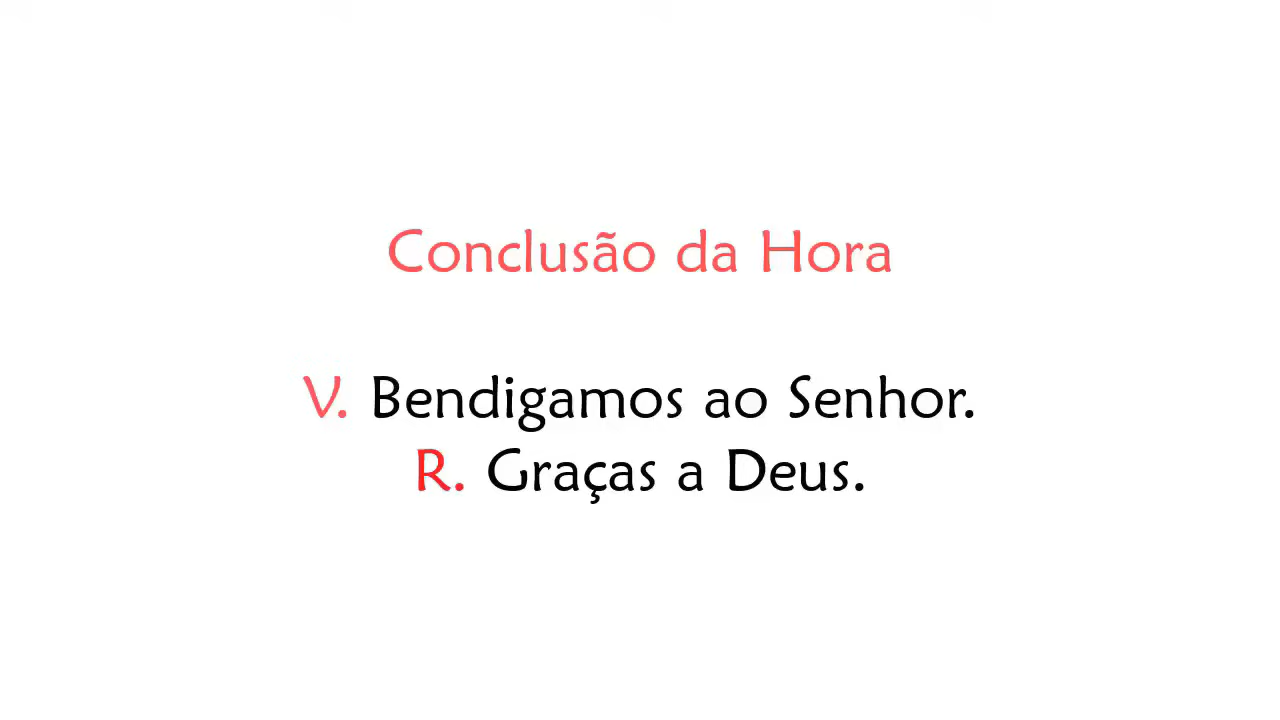 Conclusão da Hora
V. Bendigamos ao Senhor.
R. Graças a Deus.